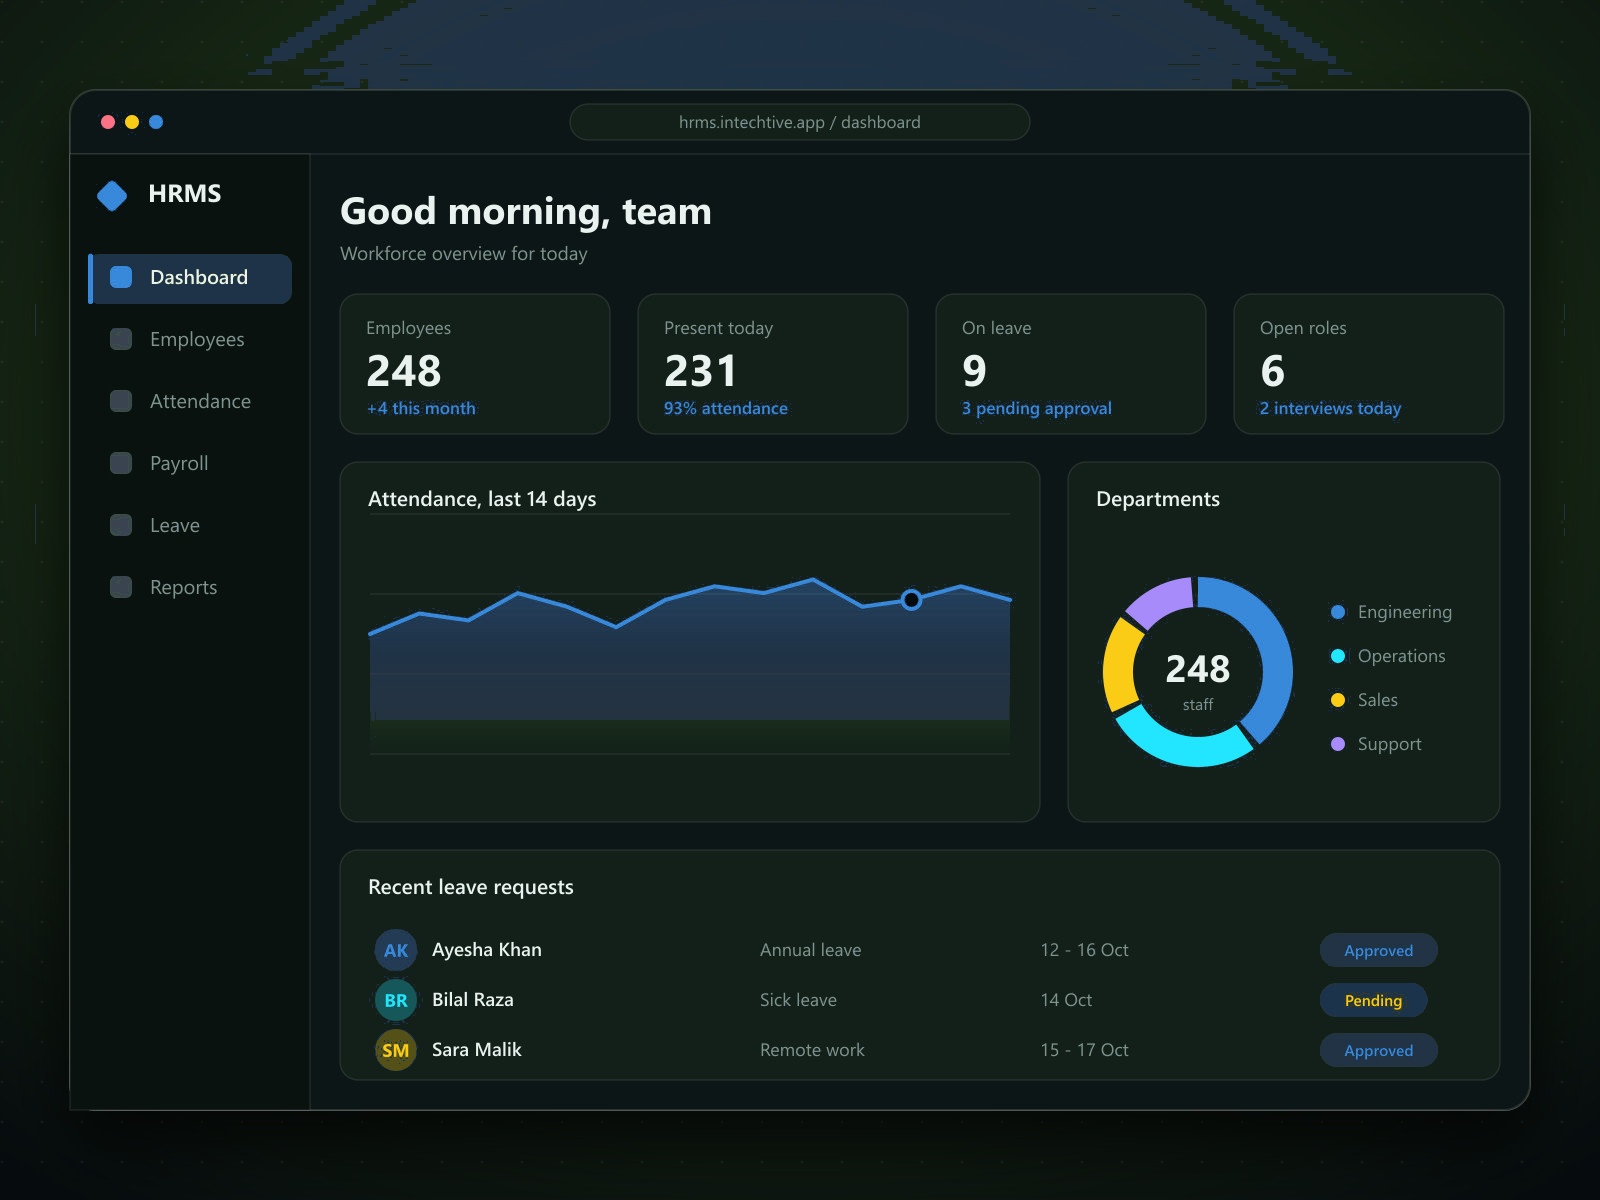 hrms.intechtive.app / dashboard
HRMS
Dashboard
Employees
Attendance
Payroll
Leave
Reports
Good morning, team
Workforce overview for today
Employees
248
+4 this month
Present today
231
93% attendance
On leave
9
3 pending approval
Open roles
6
2 interviews today
Attendance, last 14 days
Departments
248
staff
Engineering
Operations
Sales
Support
Recent leave requests
AK Ayesha Khan Annual leave 12 - 16 Oct Approved
BR Bilal Raza Sick leave 14 Oct Pending
SM Sara Malik Remote work 15 - 17 Oct Approved